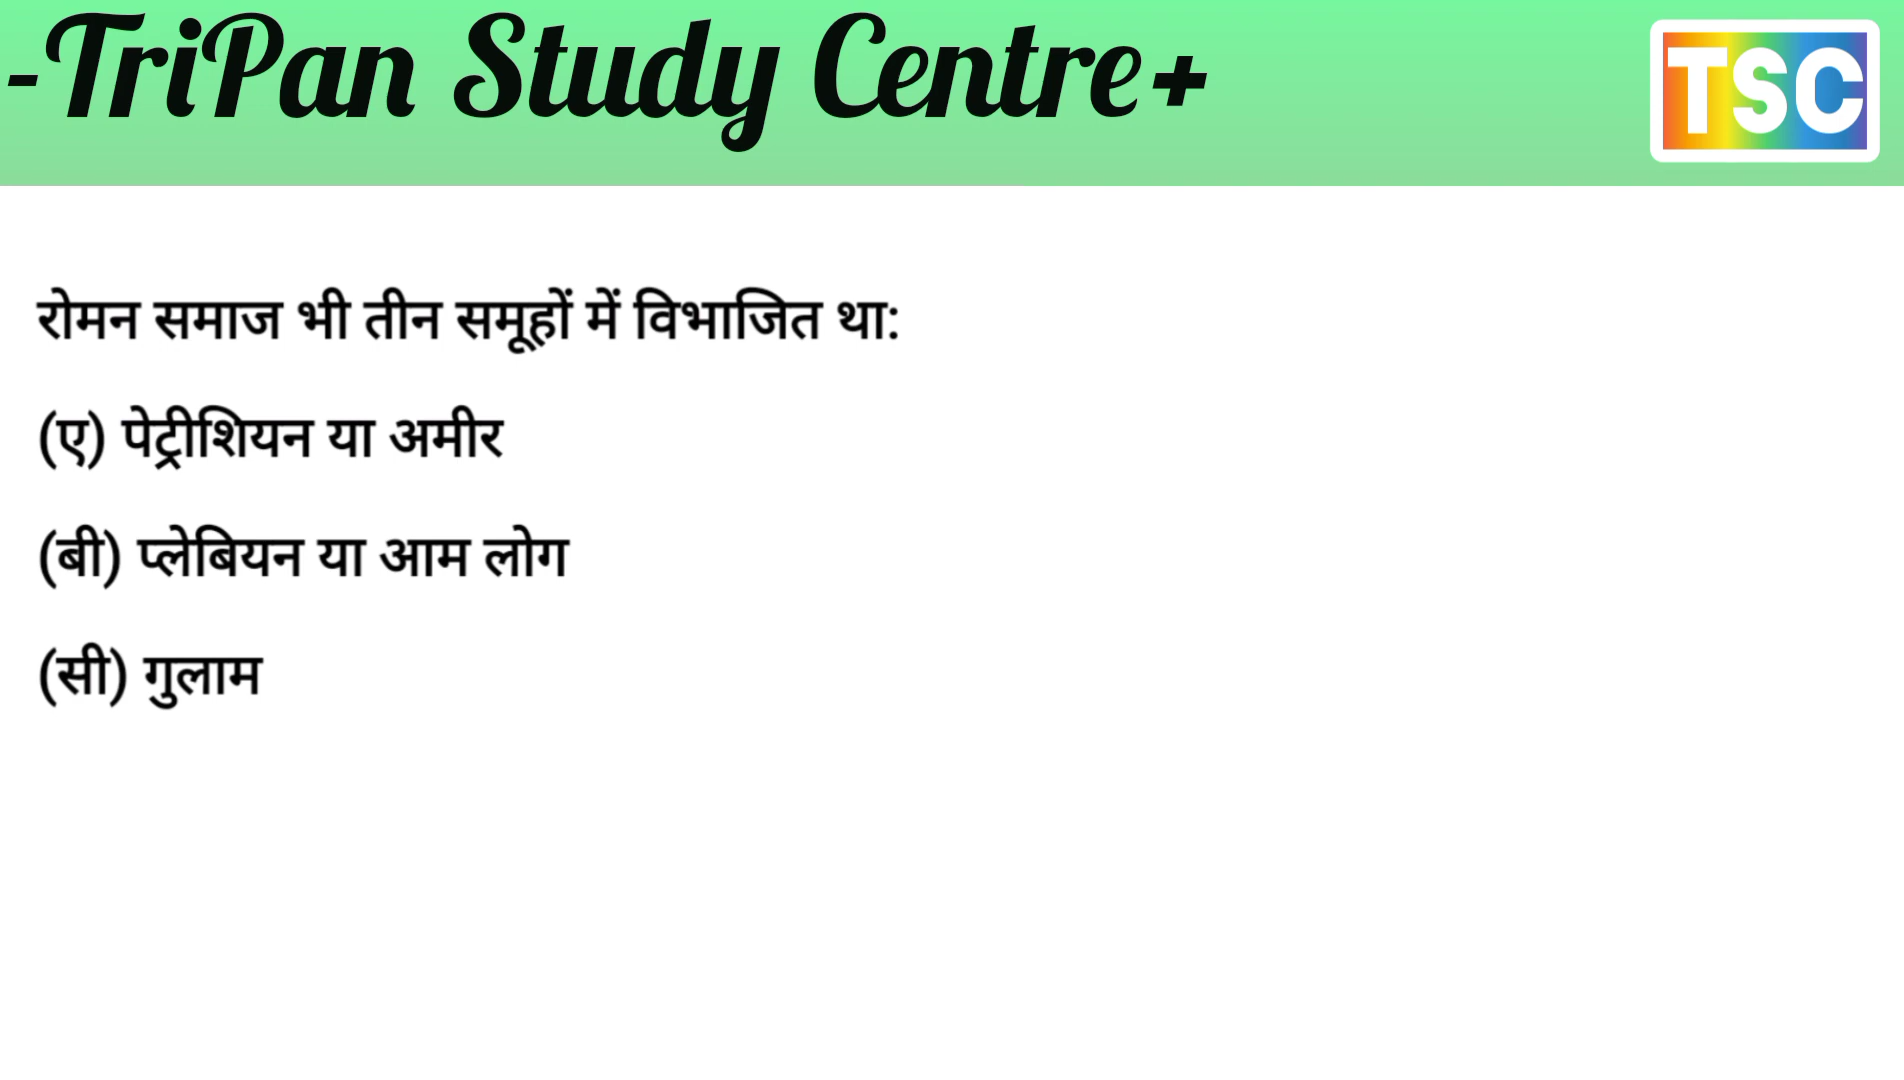 -TriPan Study Centre+
TSC
रोमन समाज भी तीन समूहों में विभाजित था:
(ए) पेट्रीशियन या अमीर
(बी) प्लेबियन या आम लोग
(सी) गुलाम